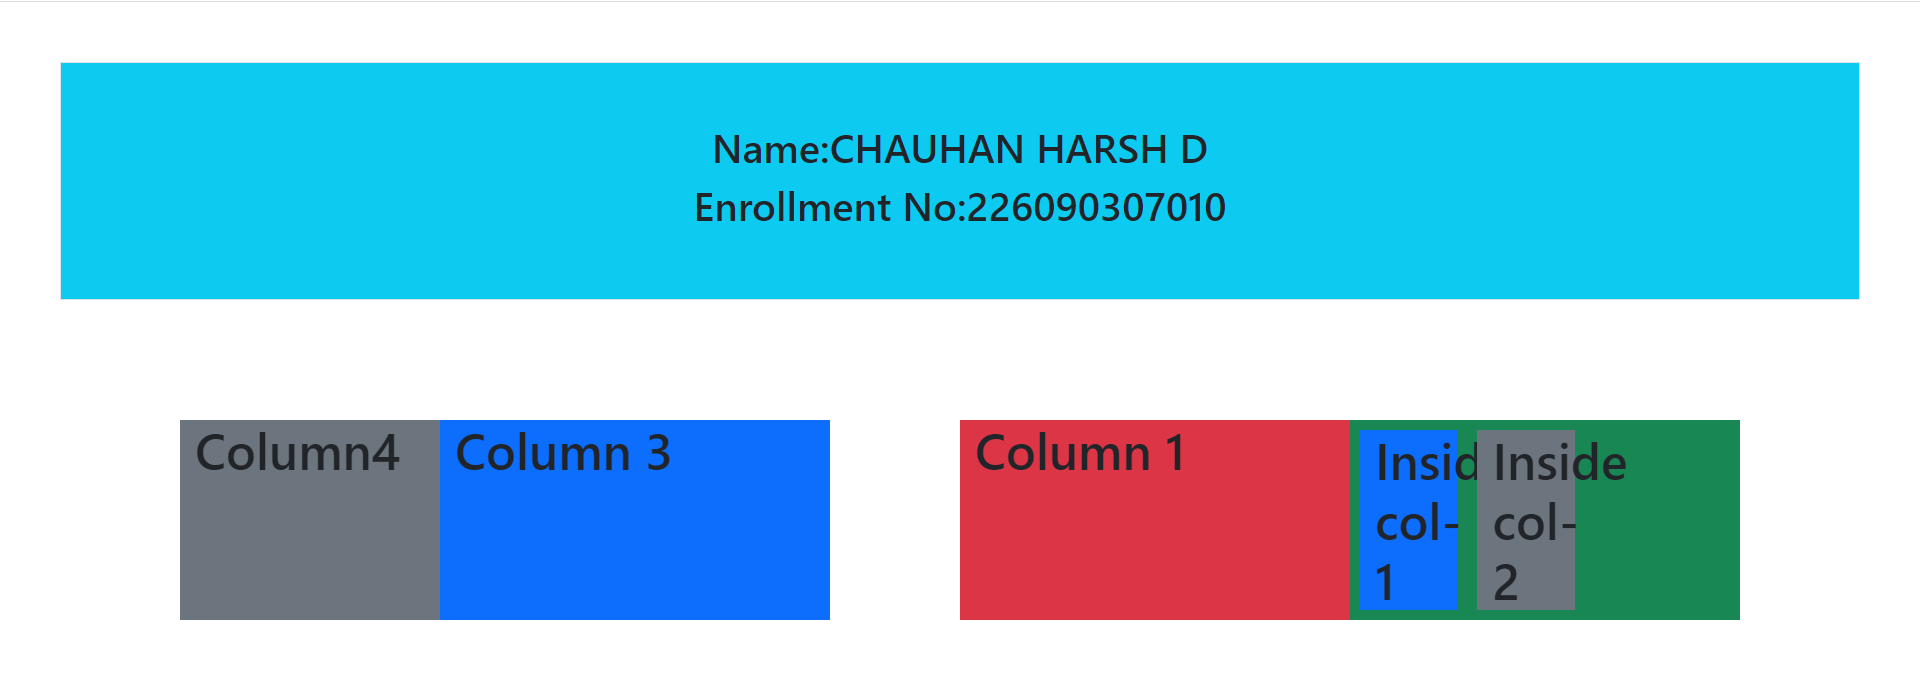 Name:CHAUHAN HARSH D
Enrollment No:226090307010
Column4
Column 3
Column 1
Insid
col-
1
Inside
col-
2